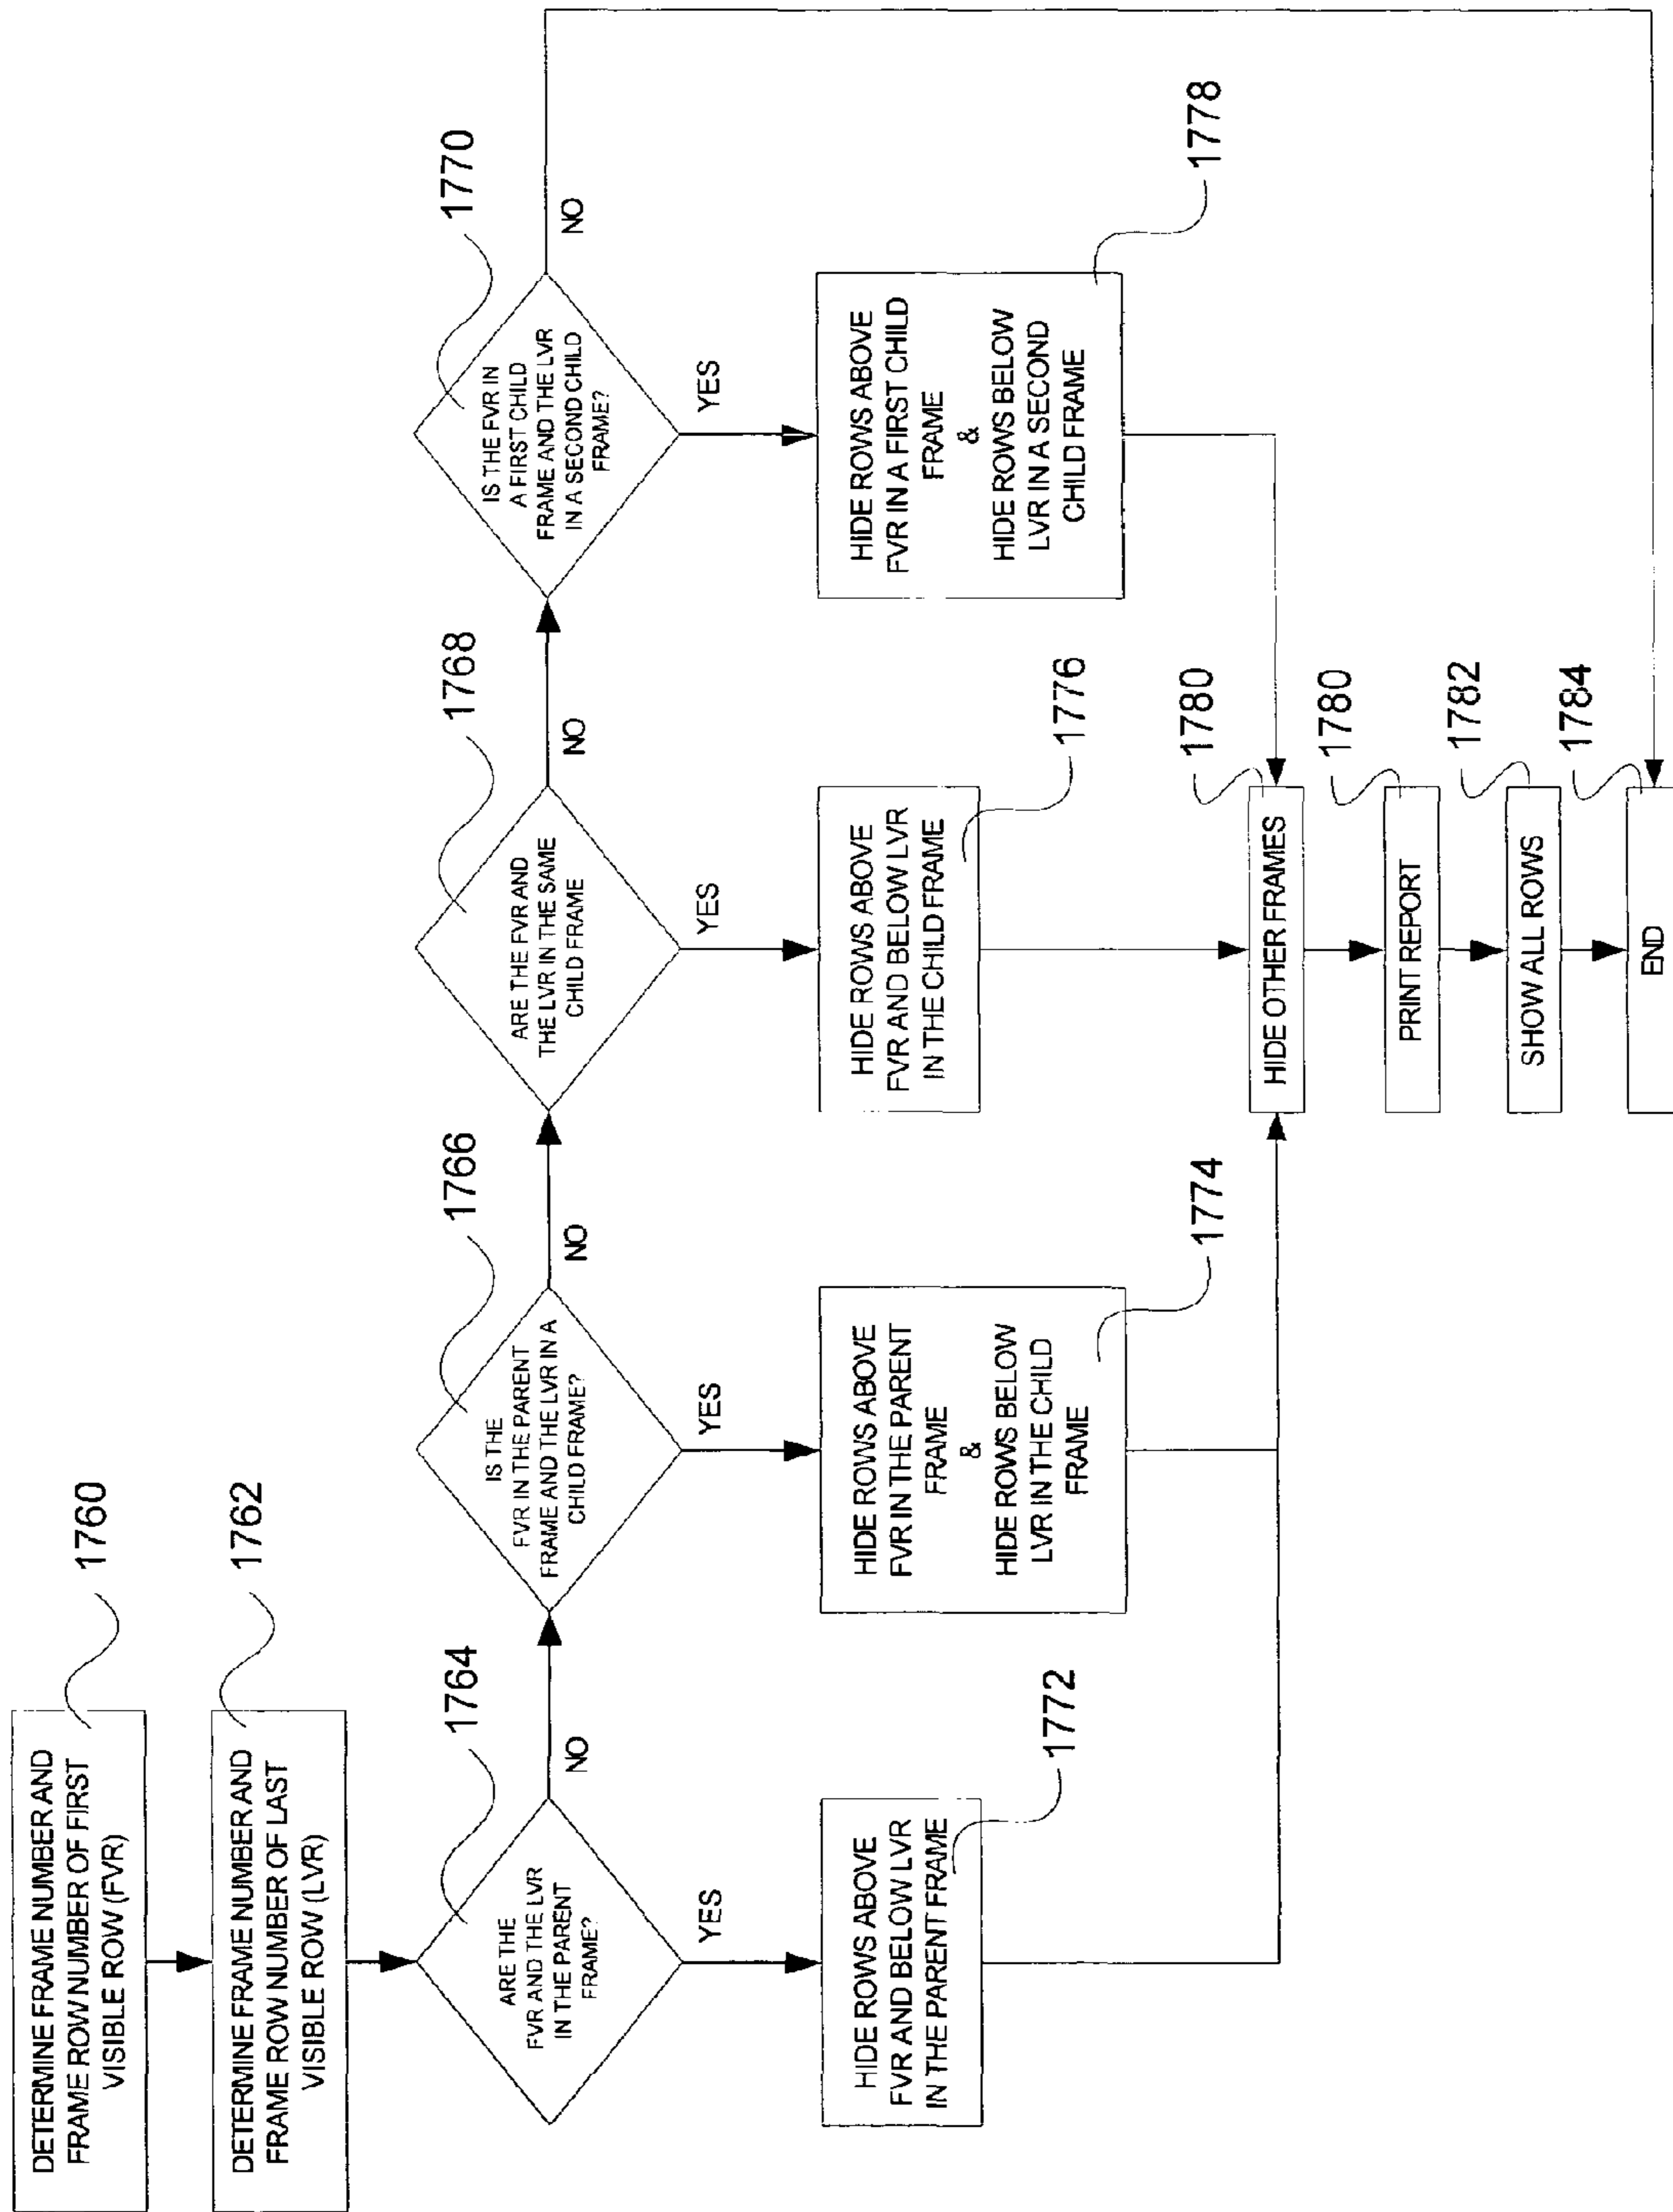 DETERMINE FRAME NUMBER AND
FRAME ROW NUMBER OF FIRST
VISIBLE ROW (FVR)
1760
DETERMINE FRAME NUMBER AND
FRAME ROW NUMBER OF LAST
VISIBLE ROW (LVR)
1762
ARE THE
FVR AND THE LVR
IN THE PARENT
FRAME?
1764
NO
YES
IS THE
FVR IN THE PARENT
FRAME AND THE LVR IN A
CHILD FRAME?
1766
NO
YES
ARE THE FVR AND
THE LVR IN THE SAME
CHILD FRAME
1768
NO
YES
IS THE FVR IN
A FIRST CHILD
FRAME AND THE LVR
IN A SECOND CHILD
FRAME?
1770
NO
YES
HIDE ROWS ABOVE
FVR AND BELOW LVR
IN THE PARENT FRAME
1772
HIDE ROWS ABOVE
FVR IN THE PARENT
FRAME
&
HIDE ROWS BELOW
LVR IN THE CHILD
FRAME
1774
HIDE ROWS ABOVE
FVR AND BELOW LVR
IN THE CHILD FRAME
1776
HIDE ROWS ABOVE
FVR IN A FIRST CHILD
FRAME
&
HIDE ROWS BELOW
LVR IN A SECOND
CHILD FRAME
1778
HIDE OTHER FRAMES
1780
PRINT REPORT
1780
SHOW ALL ROWS
1782
END
1784